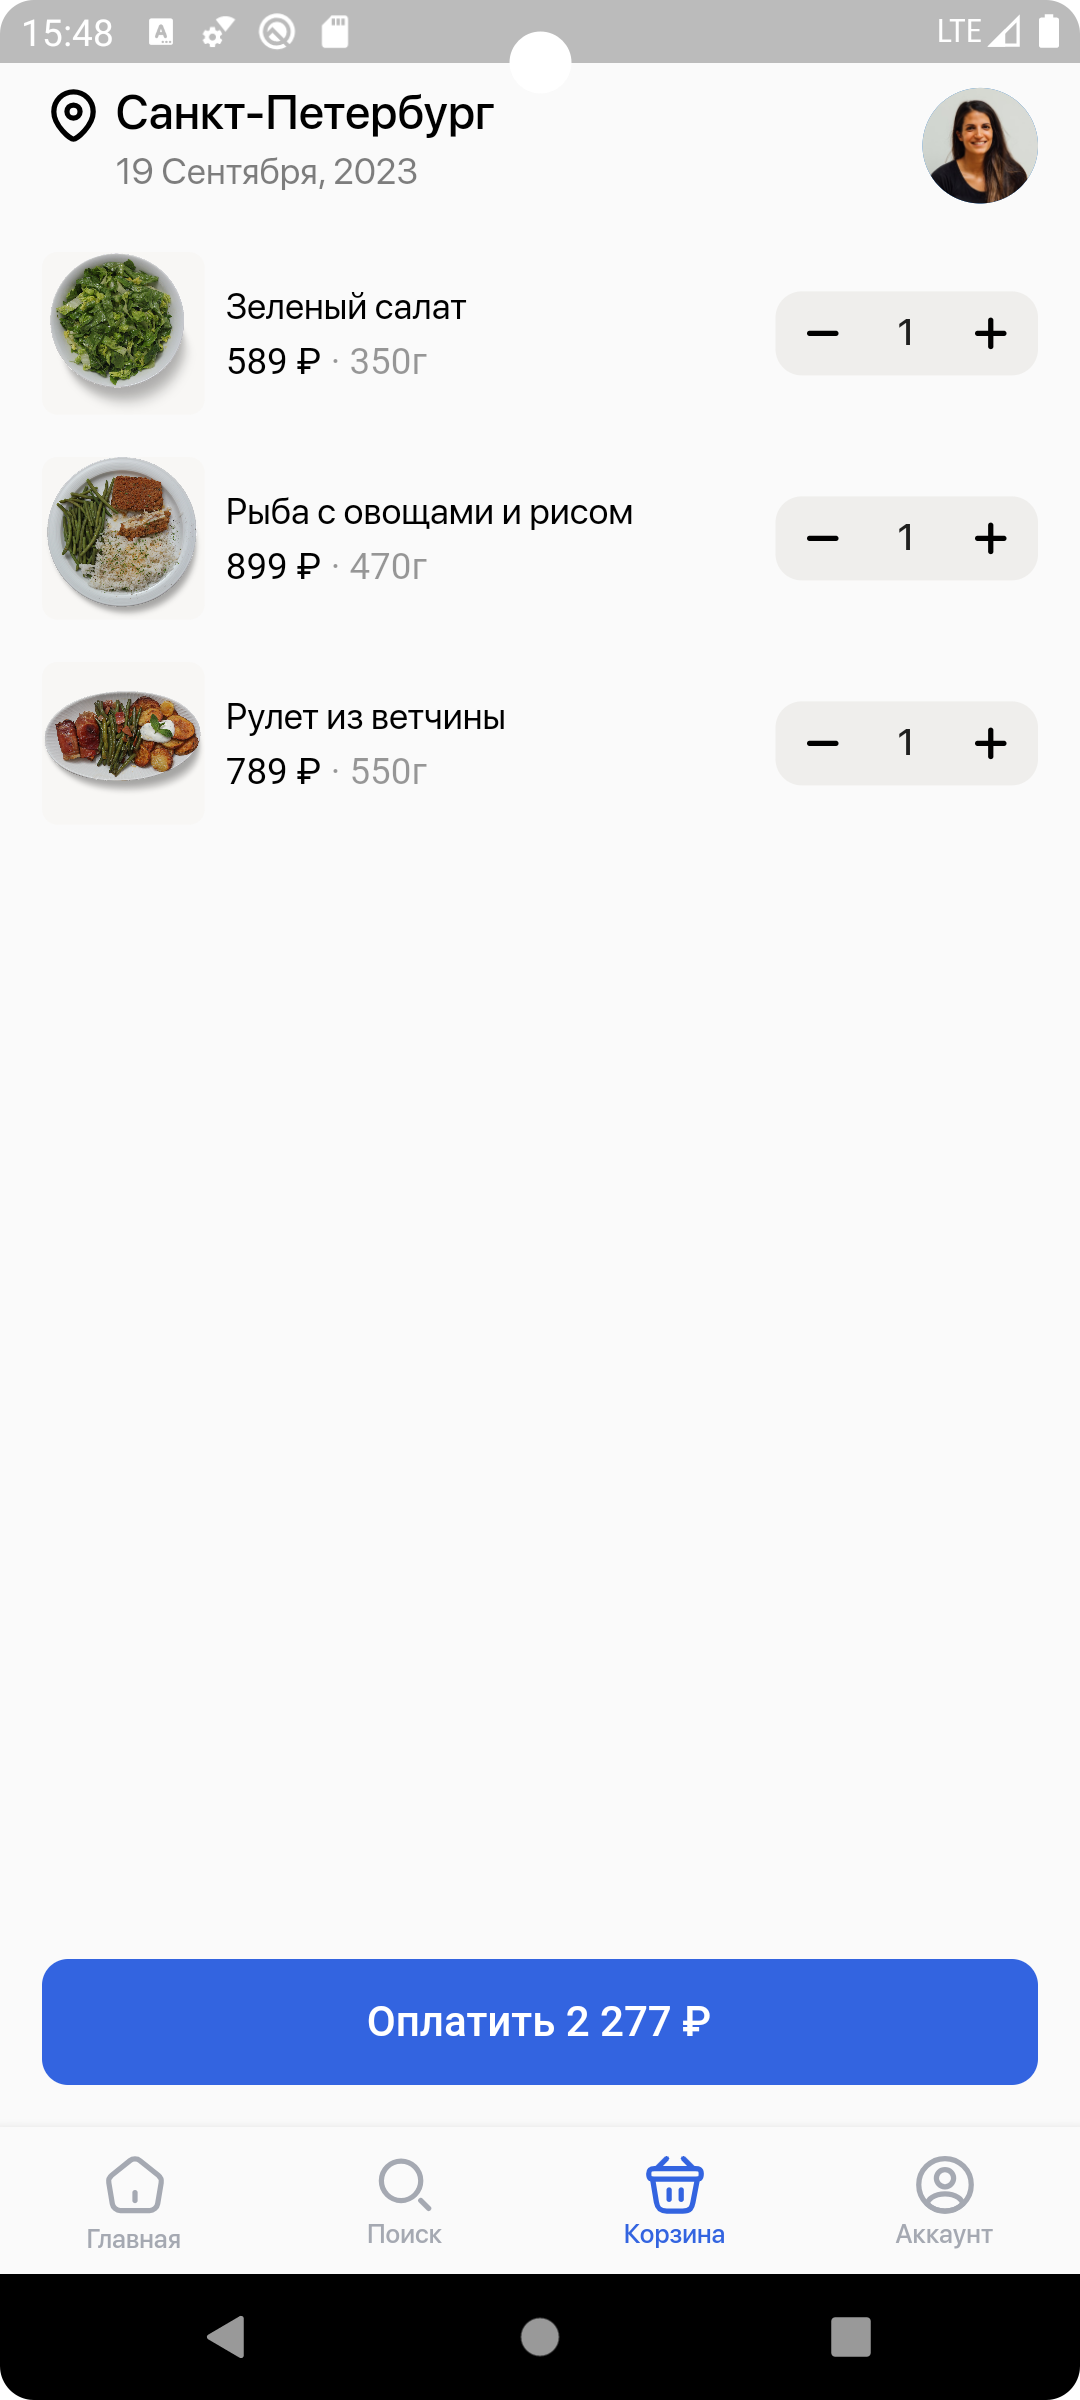 15:48 LTE
Санкт-Петербург
19 Сентября, 2023
Зеленый салат
589 ₽ · 350г
1
Рыба с овощами и рисом
899 ₽ · 470г
1
Рулет из ветчины
789 ₽ · 550г
1
Оплатить 2 277 ₽
Главная Поиск Корзина Аккаунт